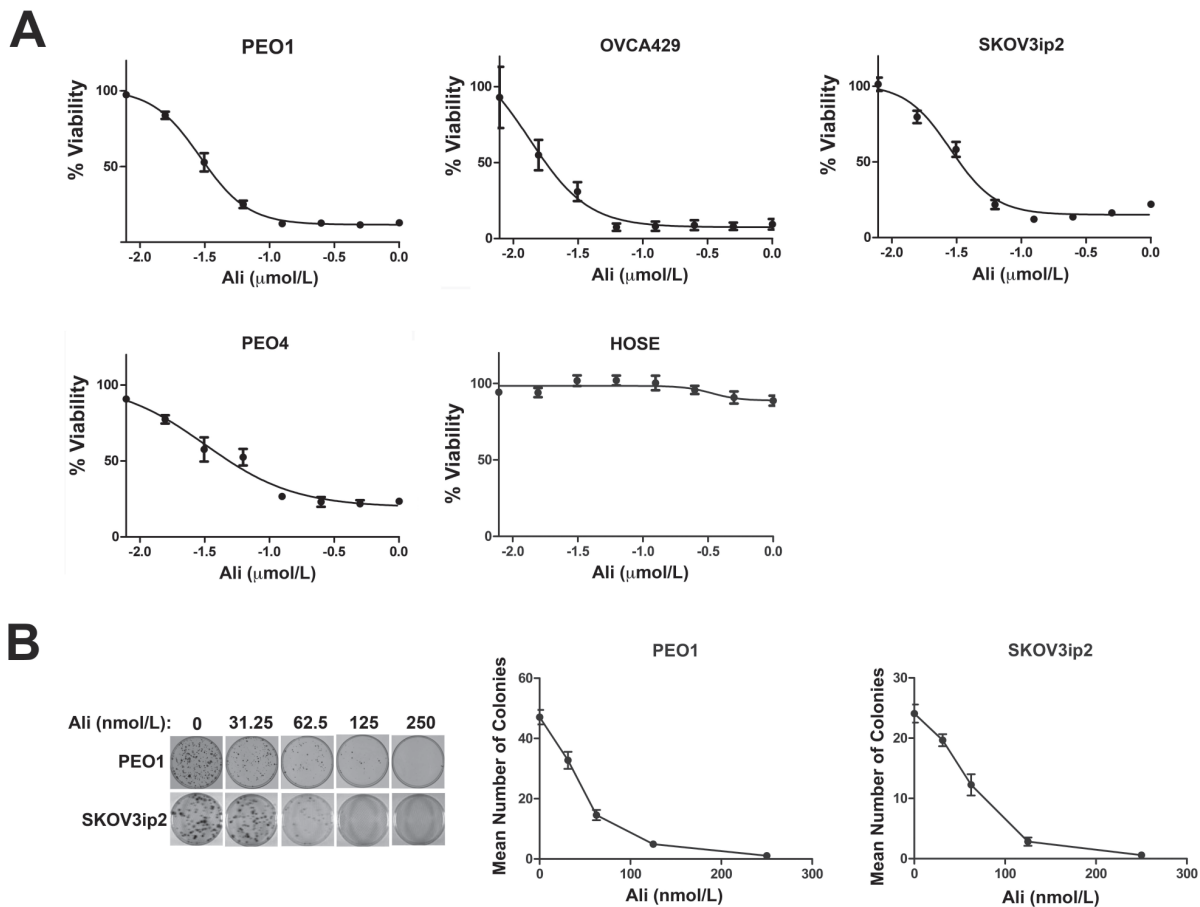 A
PEO1
% Viability
100
50
-2.0 -1.5 -1.0 -0.5 0.0
Ali (μmol/L)
OVCA429
% Viability
100
50
0
-2.0 -1.5 -1.0 -0.5 0.0
Ali (μmol/L)
SKOV3ip2
% Viability
100
50
0
-2.0 -1.5 -1.0 -0.5 0.0
Ali (μmol/L)
PEO4
% Viability
100
50
0
-2.0 -1.5 -1.0 -0.5 0.0
Ali (μmol/L)
HOSE
% Viability
100
50
0
-2.0 -1.5 -1.0 -0.5 0.0
Ali (μmol/L)
B
Ali (nmol/L): 0 31.25 62.5 125 250
PEO1
SKOV3ip2
PEO1
Mean Number of Colonies
60
40
20
0
0 100 200 300
Ali (nmol/L)
SKOV3ip2
Mean Number of Colonies
30
20
10
0
0 100 200 300
Ali (nmol/L)